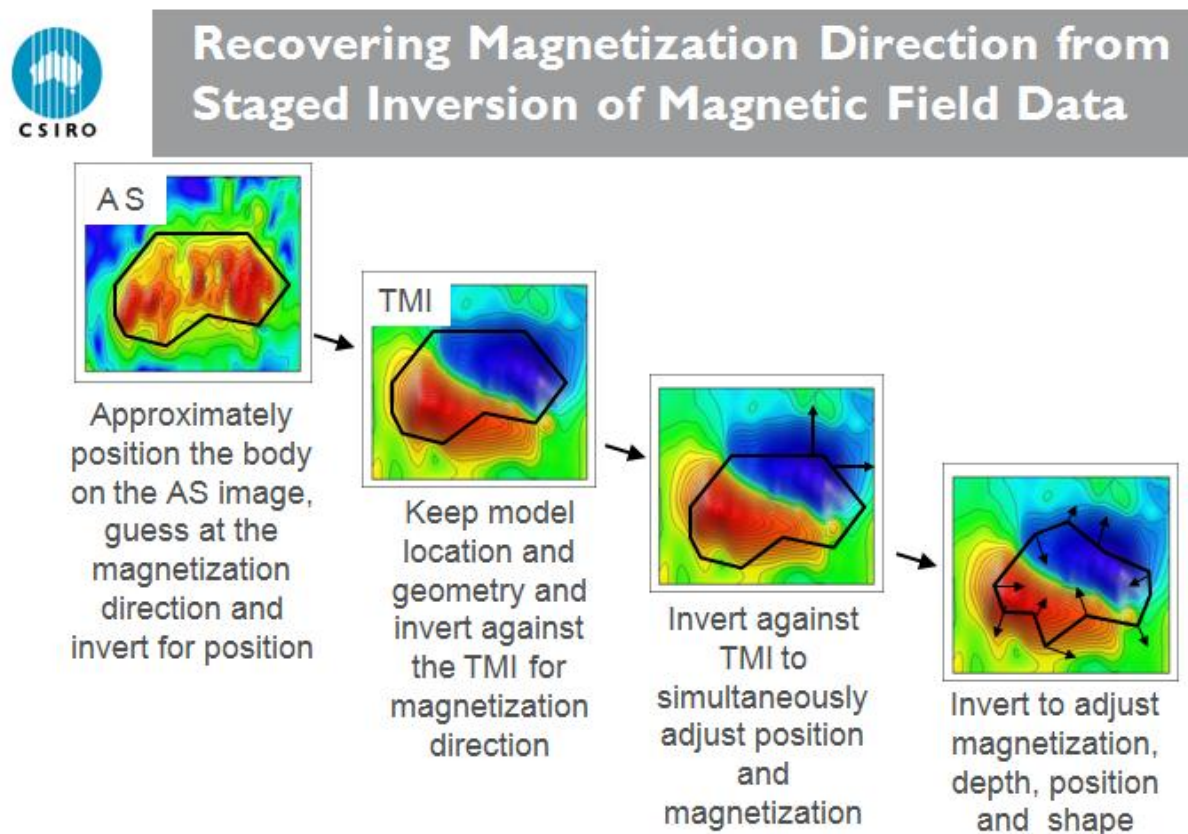 CSIRO
Recovering Magnetization Direction from
Staged Inversion of Magnetic Field Data
AS
Approximately
position the body
on the AS image,
guess at the
magnetization
direction and
invert for position
TMI
Keep model
location and
geometry and
invert against
the TMI for
magnetization
direction
Invert against
TMI to
simultaneously
adjust position
and
magnetization
Invert to adjust
magnetization,
depth, position
and shape